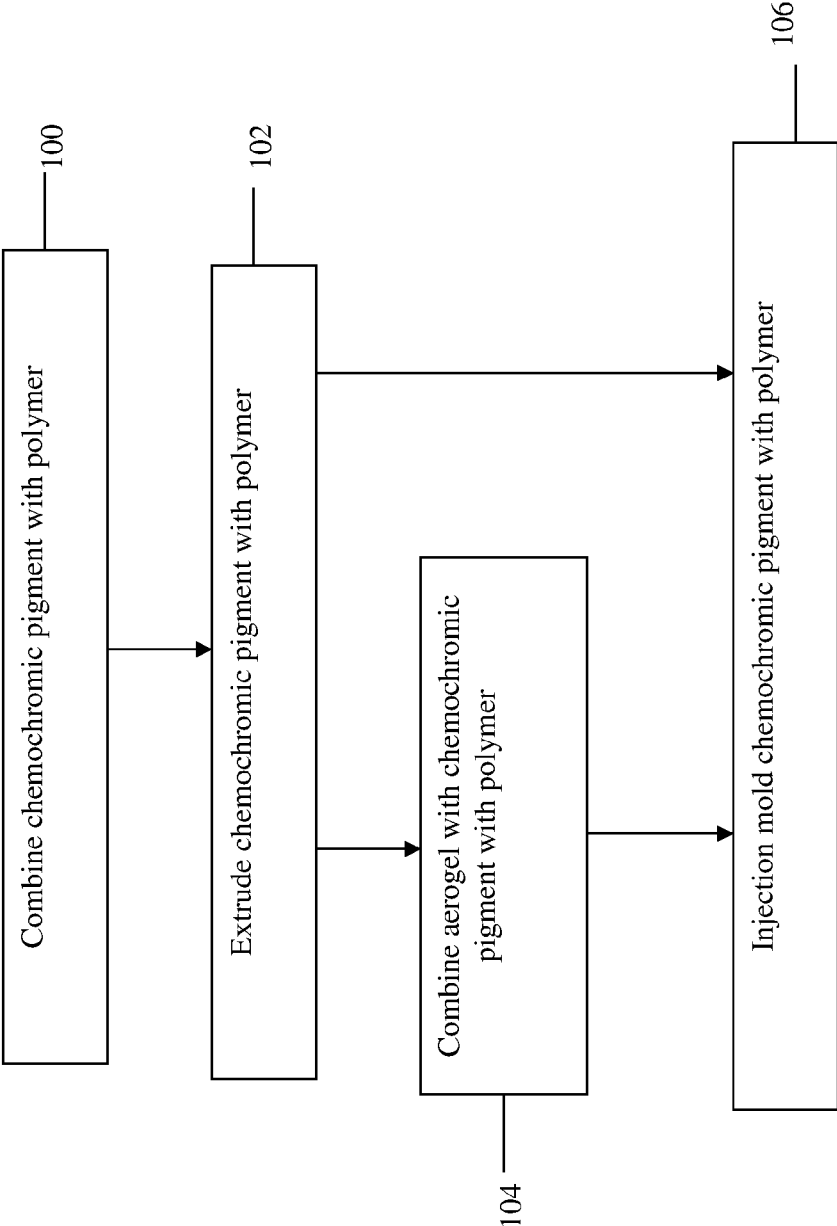 Combine chemochromic pigment with polymer
100
Extrude chemochromic pigment with polymer
102
Combine aerogel with chemochromic
pigment with polymer
104
Injection mold chemochromic pigment with polymer
106